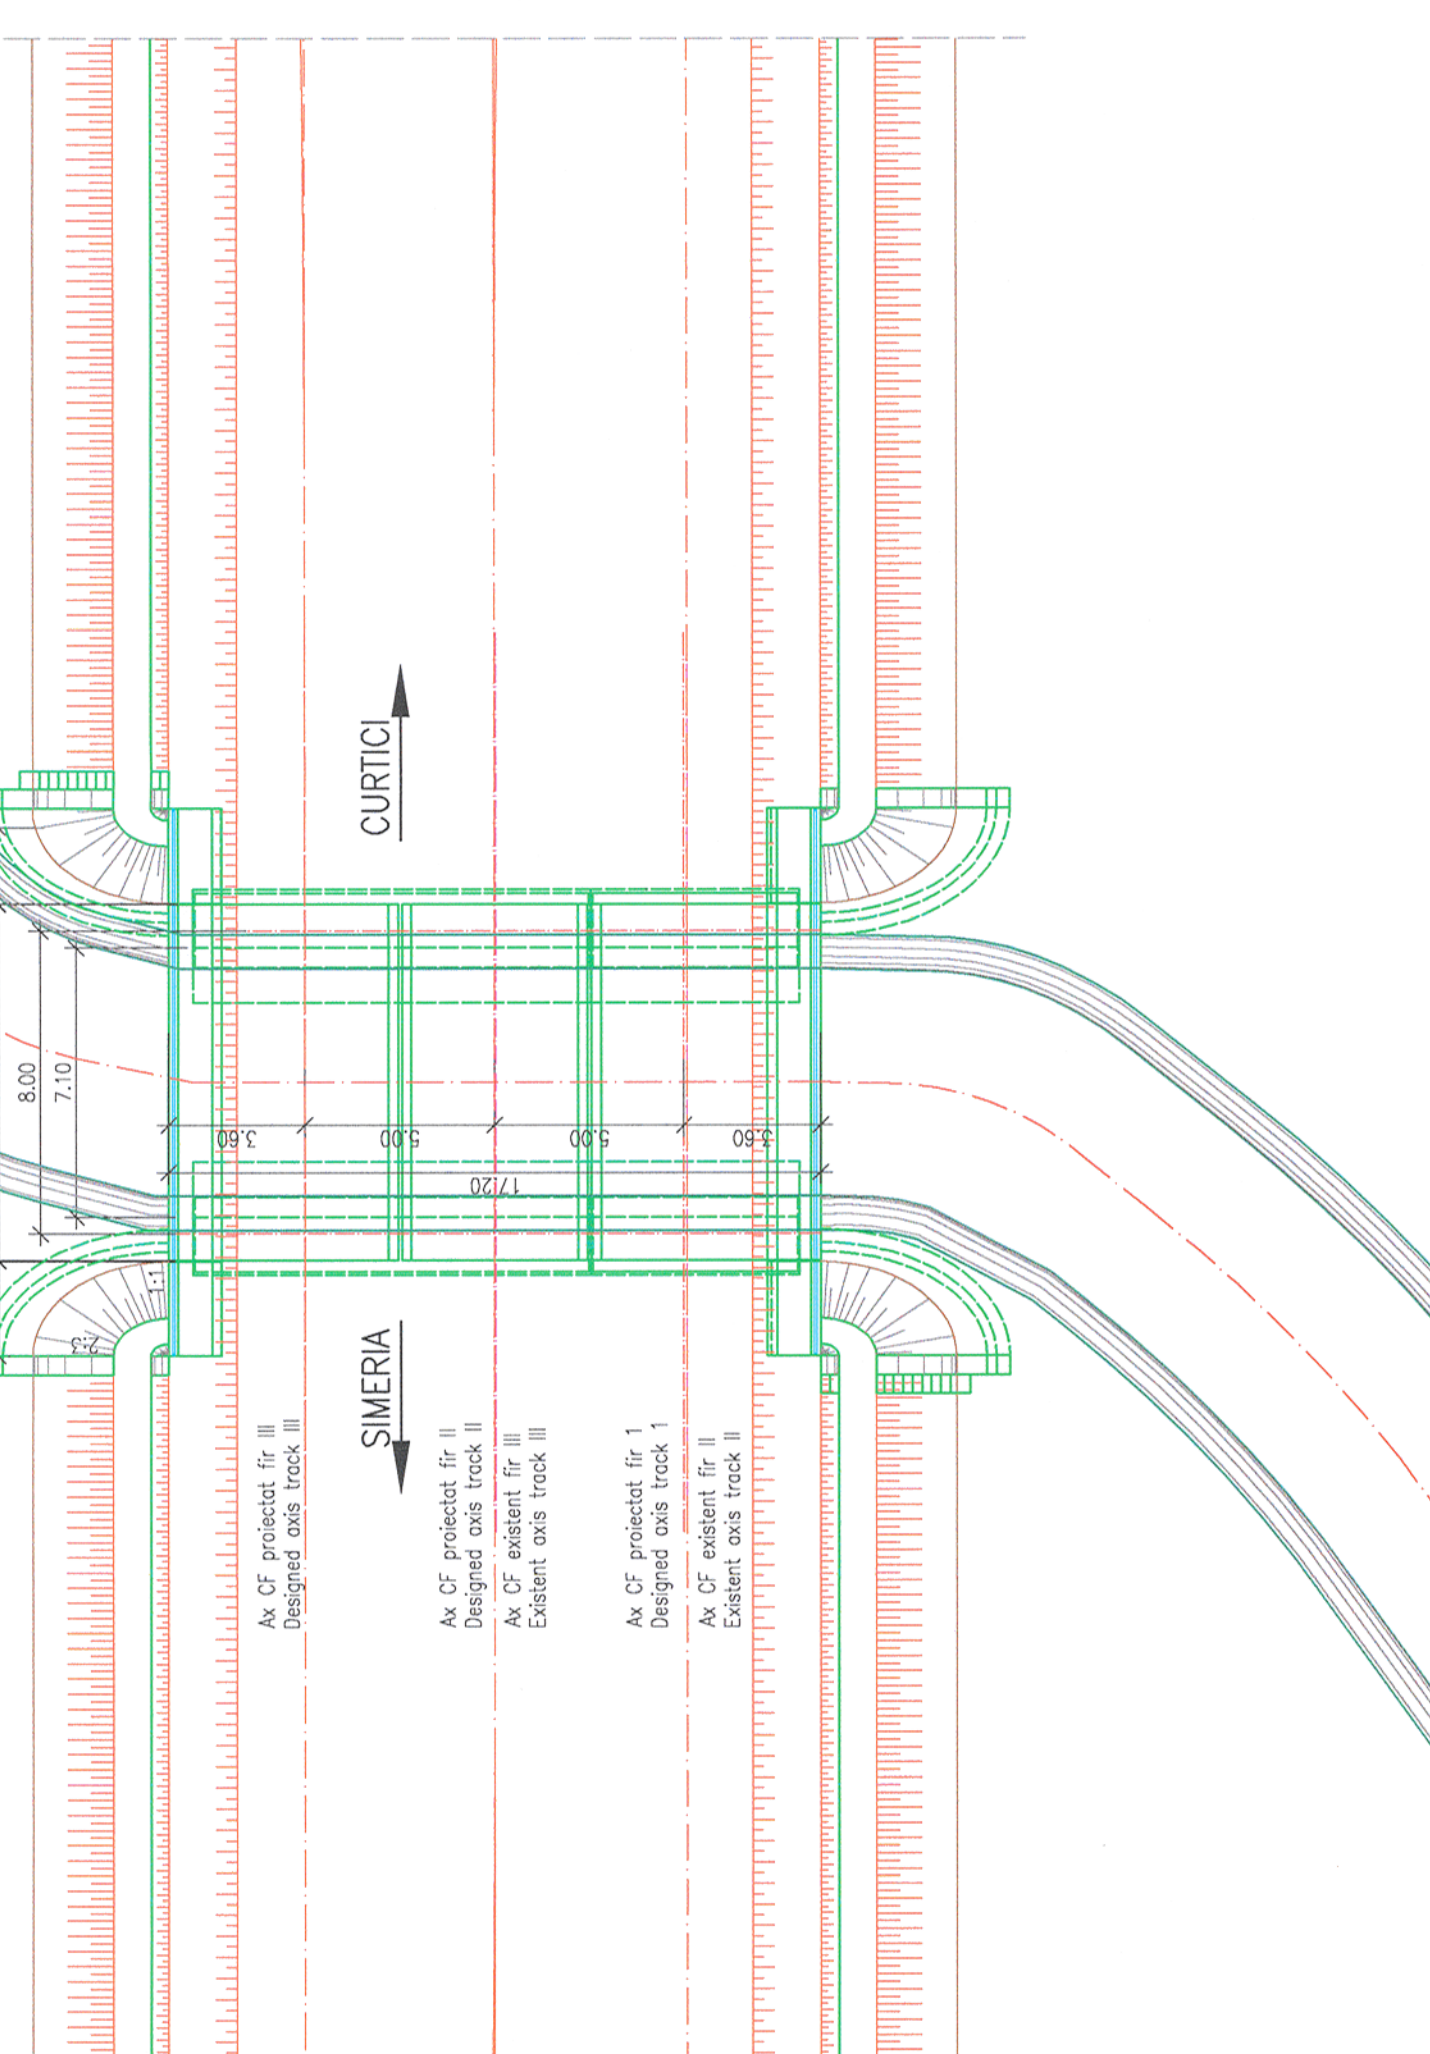 CURTICI
8.00
7.10
3.60
5.00
5.00
3.60
17.20
1:1
2:3
SIMERIA
Ax CF proiectat fir III
Designed axis track III
Ax CF proiectat fir II
Designed axis track II
Ax CF existent fir III
Existent axis track III
Ax CF proiectat fir 1
Designed axis track 1
Ax CF existent fir II
Existent axis track II